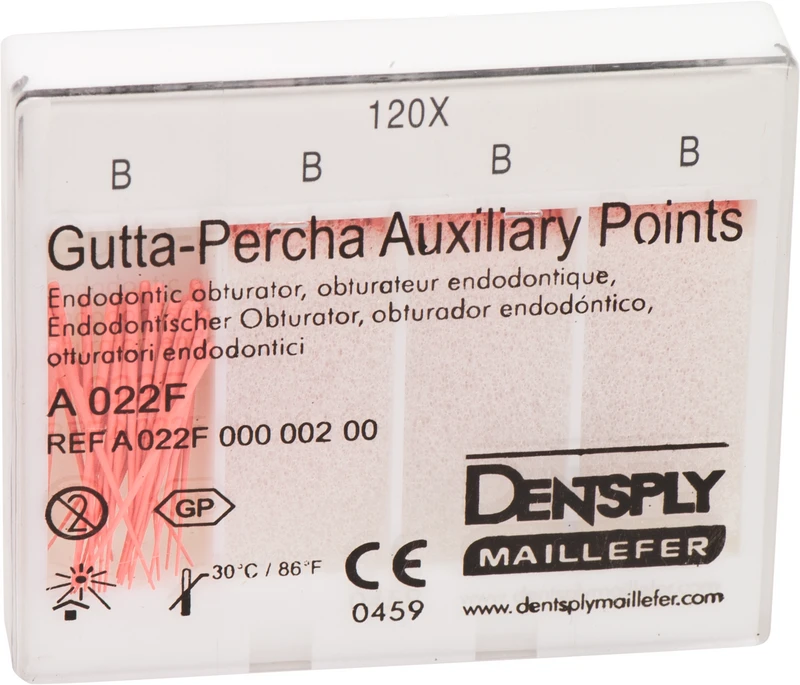 120X
B B B B
Gutta-Percha Auxiliary Points
Endodontic obturator, obturateur endodontique,
Endodontischer Obturator, obturador endodóntico,
otturatori endodontici
A 022F
REF A 022F 000 002 00
2
GP
30°C / 86°F
CE
0459
DENTSPLY
MAILLEFER
www.dentsplymaillefer.com